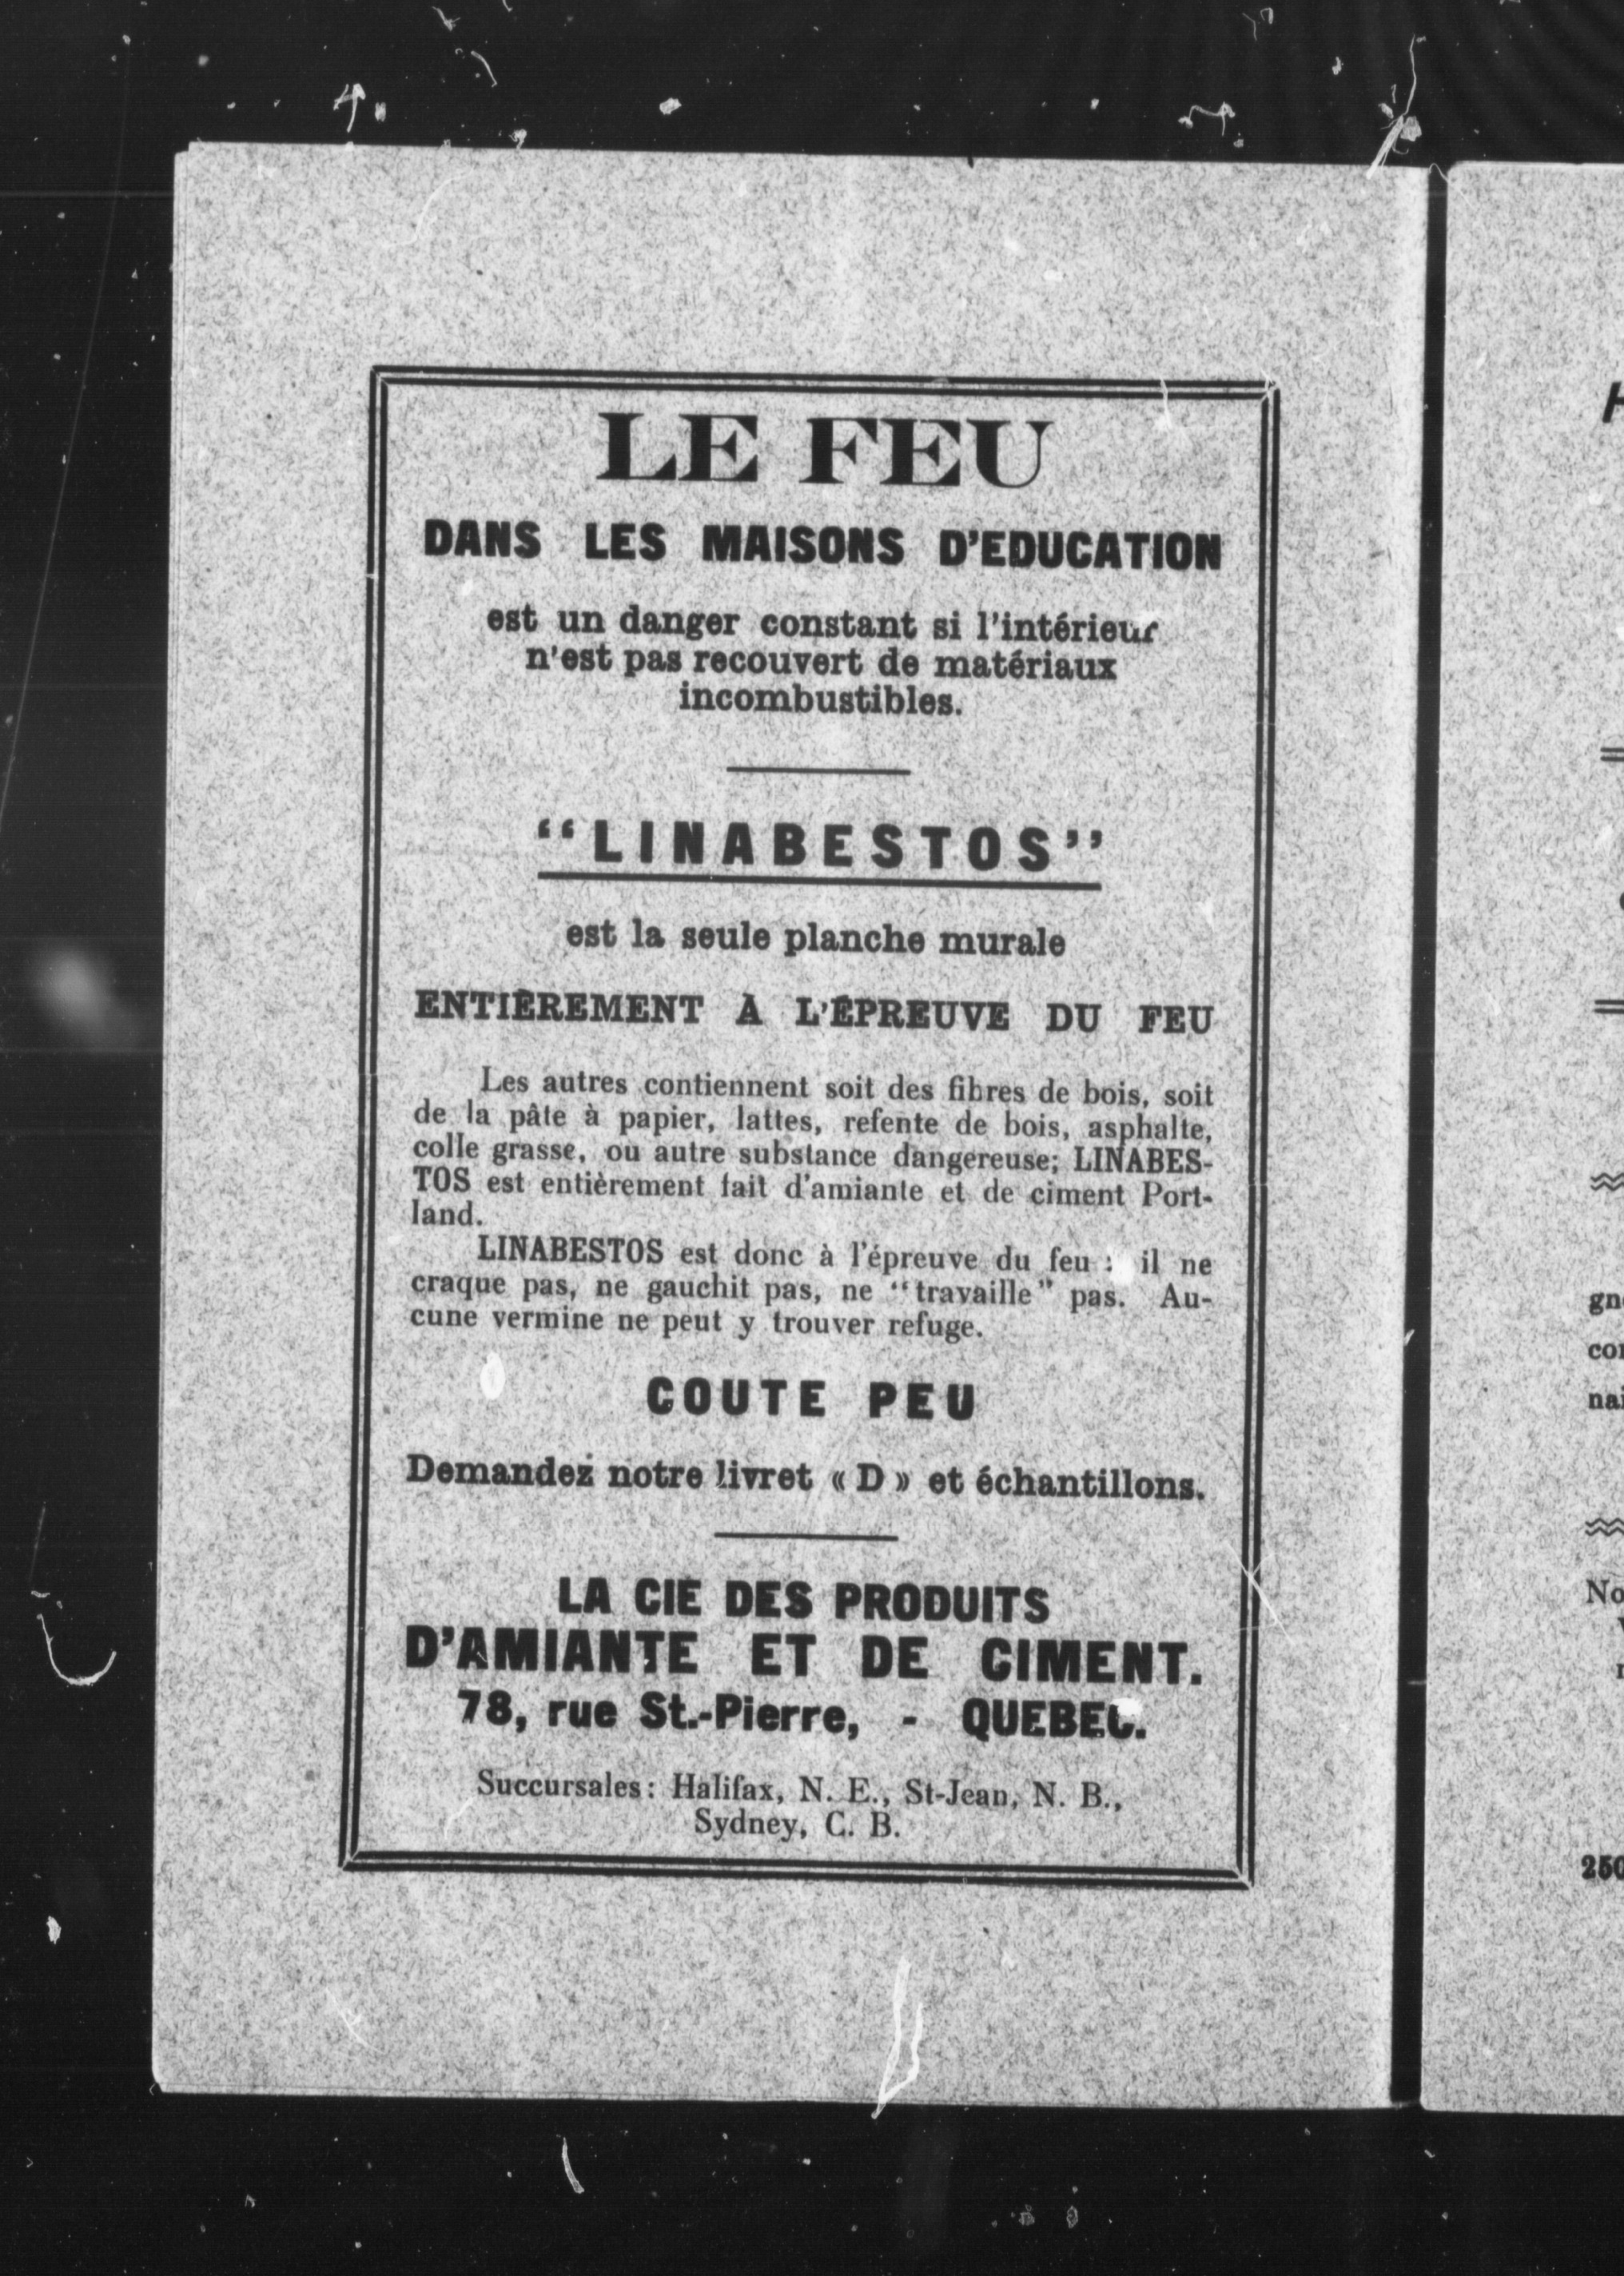 LE FEU
DANS LES MAISONS D'EDUCATION
est un danger constant si l'intérieur
n'est pas recouvert de matériaux
incombustibles.
“LINABESTOS”
est la seule planche murale
ENTIÈREMENT À L'ÉPREUVE DU FEU
Les autres contiennent soit des fibres de bois, soit
de la pâte à papier, lattes, refente de bois, asphalte,
colle grasse, ou autre substance dangereuse; LINABES-
TOS est entièrement fait d'amiante et de ciment Port-
land.
LINABESTOS est donc à l'épreuve du feu : il ne
craque pas, ne gauchit pas, ne “travaille” pas. Au-
cune vermine ne peut y trouver refuge.
COUTE PEU
Demandez notre livret « D » et échantillons.
LA CIE DES PRODUITS
D'AMIANTE ET DE CIMENT.
78, rue St.-Pierre, - QUEBEC.
Succursales: Halifax, N. E., St-Jean, N. B.,
Sydney, C. B.